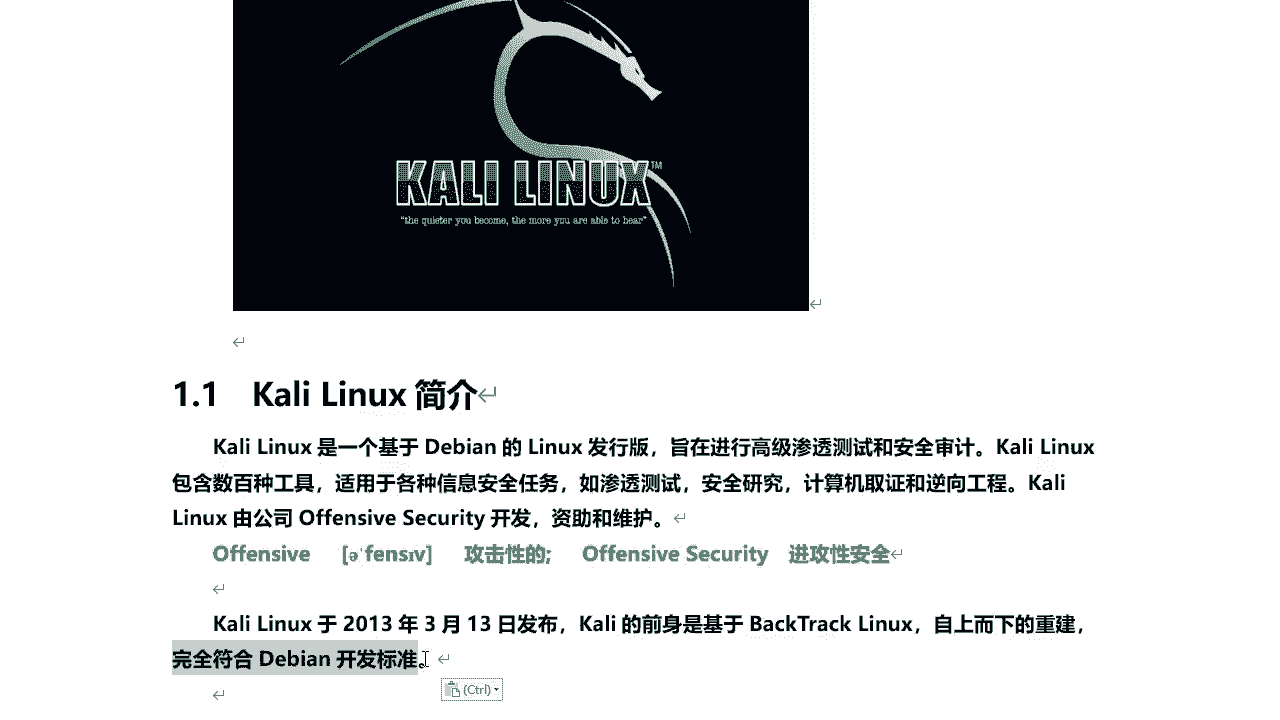 KALI LINUX™
“the quieter you become, the more you are able to hear”
1.1 Kali Linux 简介
Kali Linux 是一个基于 Debian 的 Linux 发行版，旨在进行高级渗透测试和安全审计。Kali Linux
包含数百种工具，适用于各种信息安全任务，如渗透测试，安全研究，计算机取证和逆向工程。Kali
Linux 由公司 Offensive Security 开发，资助和维护。
Offensive [əˈfensɪv] 攻击性的; Offensive Security 进攻性安全
Kali Linux 于 2013 年 3 月 13 日发布，Kali 的前身是基于 BackTrack Linux，自上而下的重建，
完全符合 Debian 开发标准。
(Ctrl)